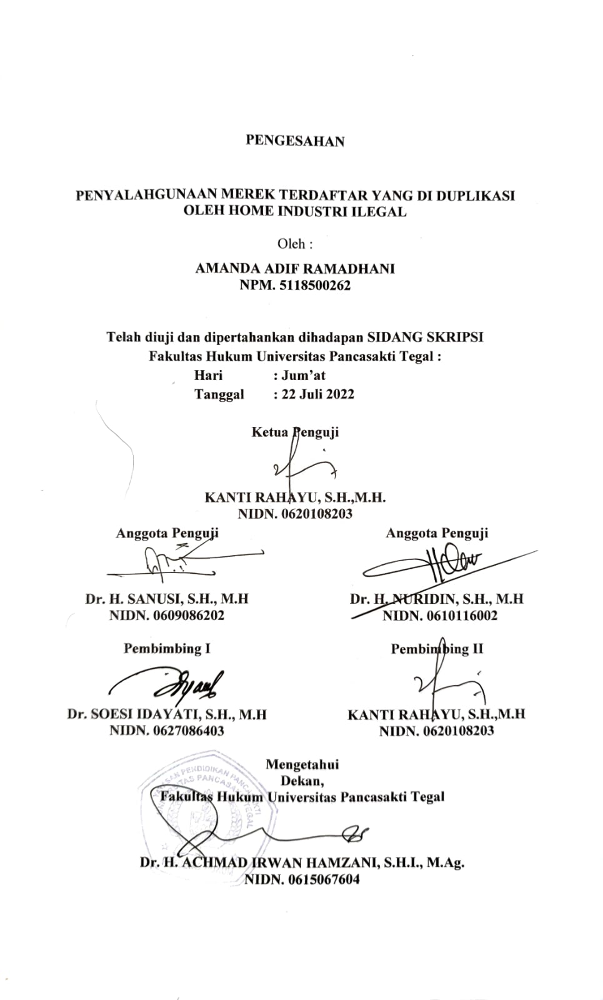 PENGESAHAN
PENYALAHGUNAAN MEREK TERDAFTAR YANG DI DUPLIKASI
OLEH HOME INDUSTRI ILEGAL
Oleh :
AMANDA ADIF RAMADHANI
NPM. 5118500262
Telah diuji dan dipertahankan dihadapan SIDANG SKRIPSI
Fakultas Hukum Universitas Pancasakti Tegal :
Hari : Jum'at
Tanggal : 22 Juli 2022
Ketua Penguji
KANTI RAHAYU, S.H.,M.H.
NIDN. 0620108203
Anggota Penguji
Dr. H. SANUSI, S.H., M.H
NIDN. 0609086202
Anggota Penguji
Dr. H. NURIDIN, S.H., M.H
NIDN. 0610116002
Pembimbing I
Dr. SOESI IDAYATI, S.H., M.H
NIDN. 0627086403
Pembimbing II
KANTI RAHAYU, S.H.,M.H
NIDN. 0620108203
Mengetahui
Dekan,
Fakultas Hukum Universitas Pancasakti Tegal
PENDIDIKAN PANCASAKTI
PANCASAKTI TEGAL
Dr. H. ACHMAD IRWAN HAMZANI, S.H.I., M.Ag.
NIDN. 0615067604